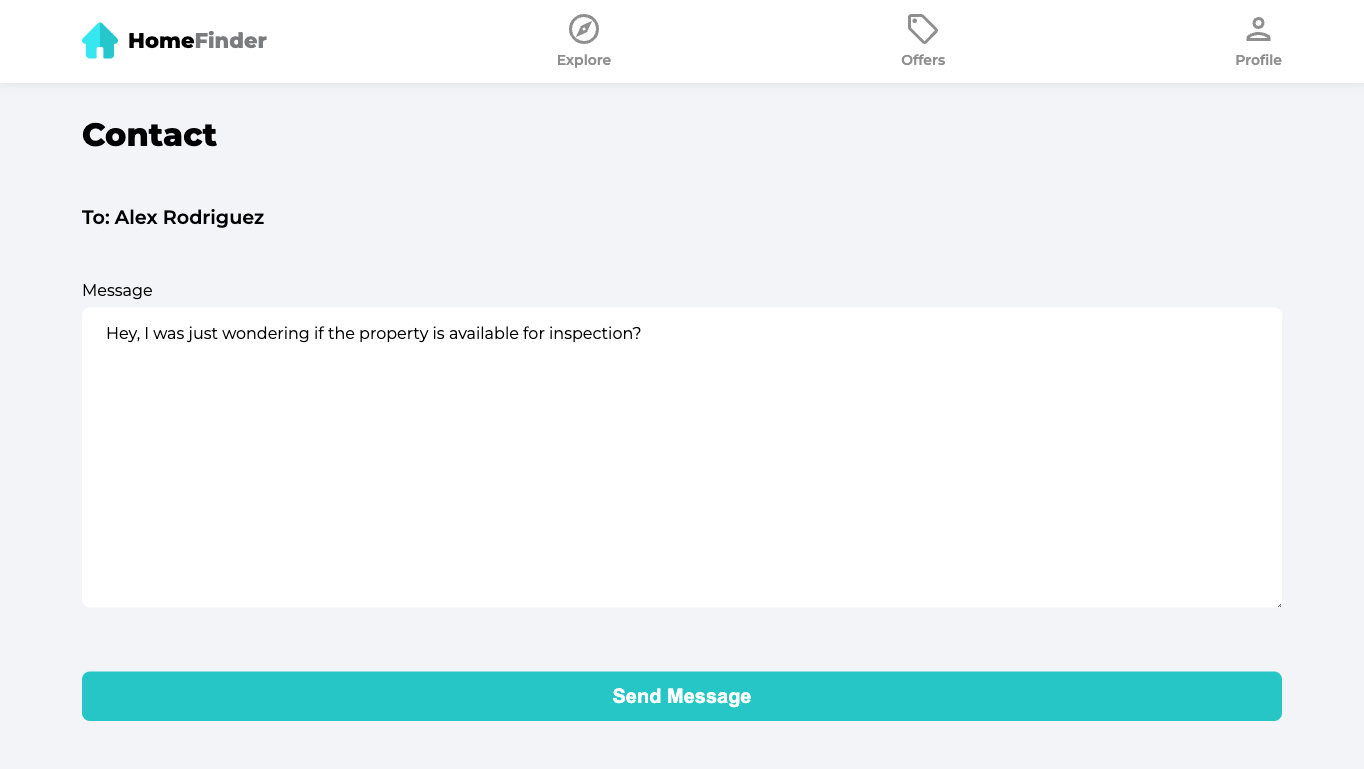 HomeFinder
Explore
Offers
Profile
Contact
To: Alex Rodriguez
Message
Hey, I was just wondering if the property is available for inspection?
Send Message